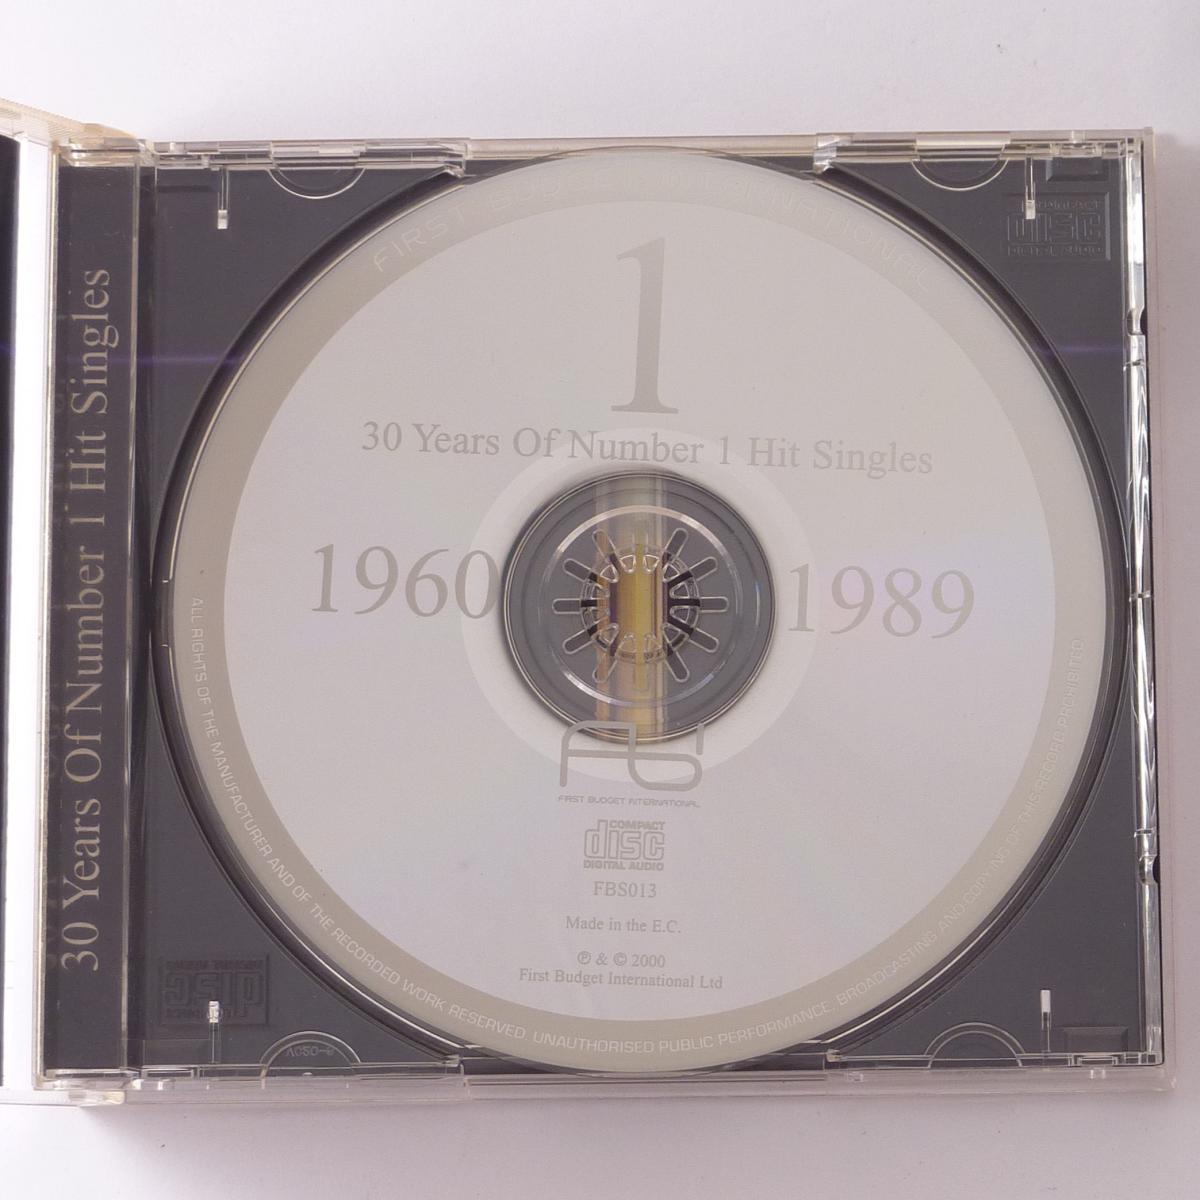 30 Years Of Number 1 Hit Singles
FIRST BUDGET INTERNATIONAL
1
30 Years Of Number 1 Hit Singles
1960 1989
FIRST BUDGET INTERNATIONAL
COMPACT
disc
DIGITAL AUDIO
FBS013
Made in the E.C.
℗ & © 2000
First Budget International Ltd
ALL RIGHTS OF THE MANUFACTURER AND OF THE RECORDED WORK RESERVED. UNAUTHORISED PUBLIC PERFORMANCE, BROADCASTING AND COPYING OF THIS RECORD PROHIBITED
COMPACT
disc
DIGITAL AUDIO